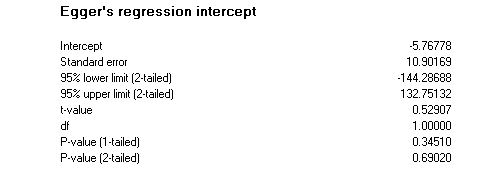 Egger's regression intercept
Intercept -5.76778
Standard error 10.90169
95% lower limit (2-tailed) -144.28688
95% upper limit (2-tailed) 132.75132
t-value 0.52907
df 1.00000
P-value (1-tailed) 0.34510
P-value (2-tailed) 0.69020